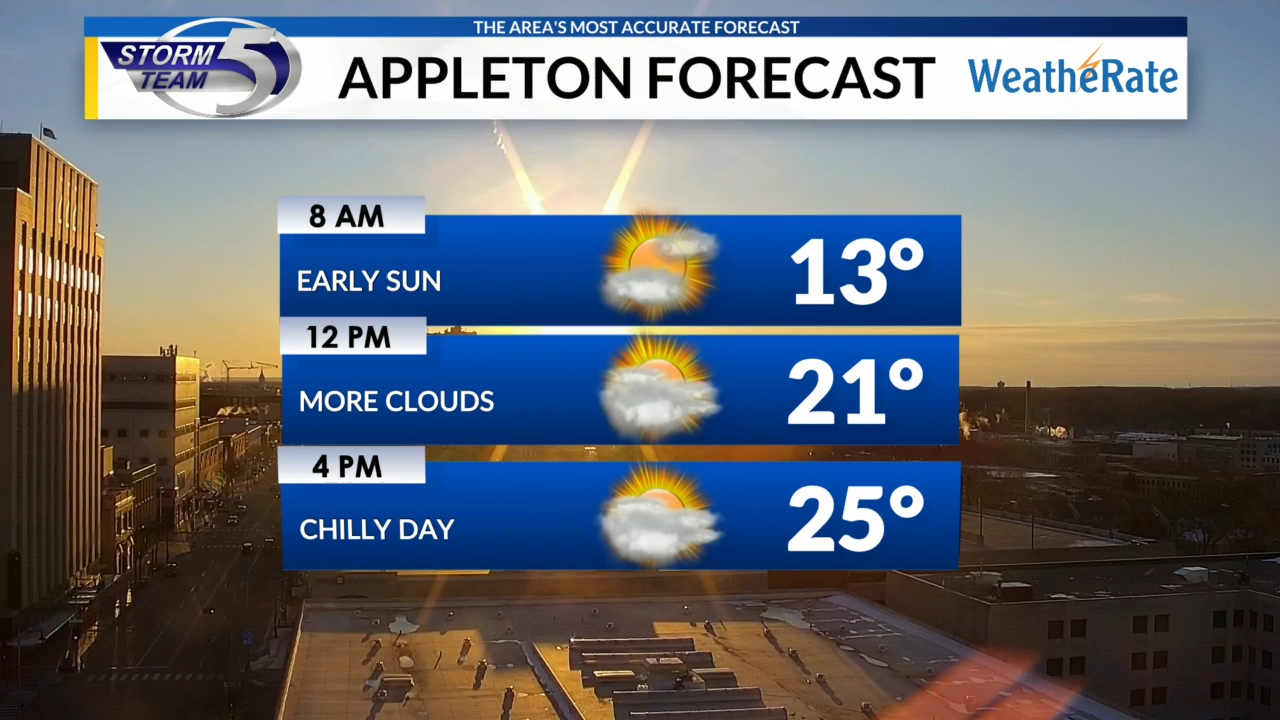 THE AREA'S MOST ACCURATE FORECAST
STORM TEAM 5
APPLETON FORECAST
WeatheRate
8 AM
EARLY SUN
13°
12 PM
MORE CLOUDS
21°
4 PM
CHILLY DAY
25°